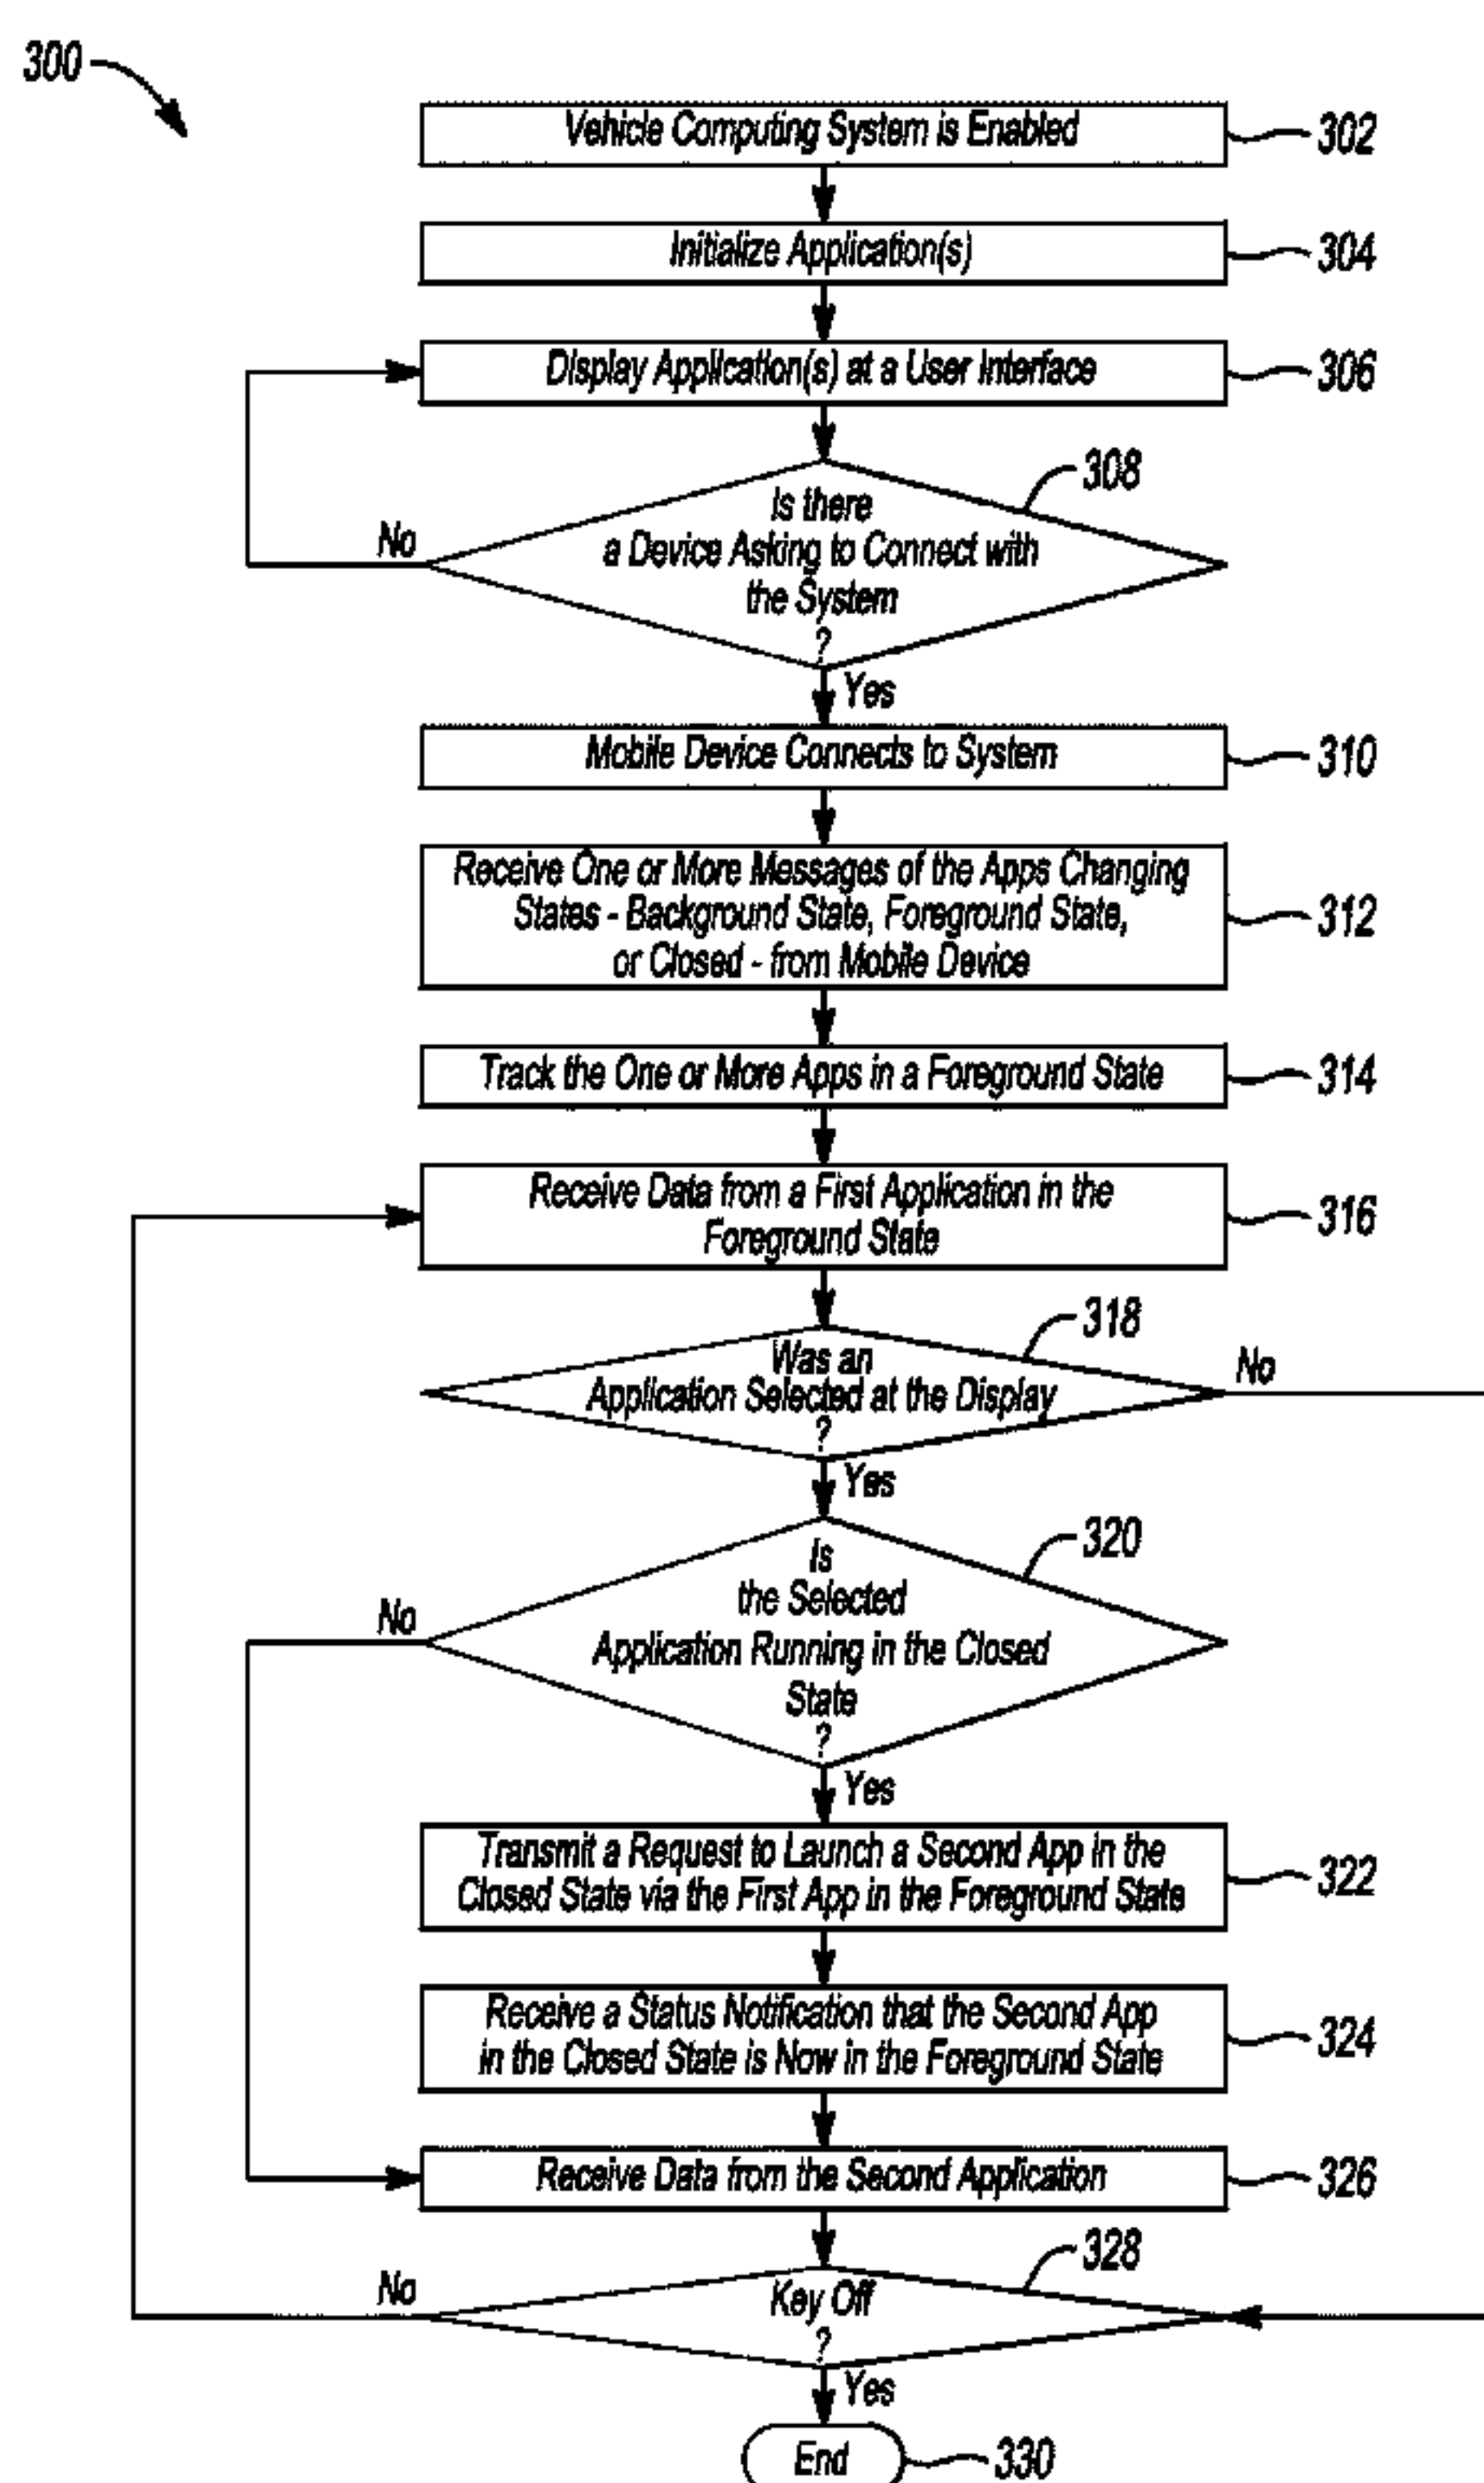 300
Vehicle Computing System is Enabled
302
Initialize Application(s)
304
Display Application(s) at a User Interface
306
308
Is there
a Device Asking to Connect with
the System
?
No
Yes
Mobile Device Connects to System
310
Receive One or More Messages of the Apps Changing
States - Background State, Foreground State,
or Closed - from Mobile Device
312
Track the One or More Apps in a Foreground State
314
Receive Data from a First Application in the
Foreground State
316
318
Was an
Application Selected at the Display
?
No
Yes
320
Is
the Selected
Application Running in the Closed
State
?
No
Yes
Transmit a Request to Launch a Second App in the
Closed State via the First App in the Foreground State
322
Receive a Status Notification that the Second App
in the Closed State is Now in the Foreground State
324
Receive Data from the Second Application
326
328
Key Off
?
No
Yes
End
330